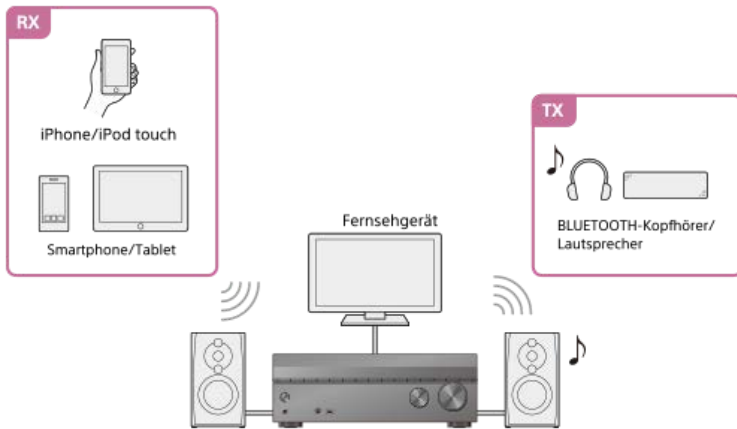 RX
iPhone/iPod touch
Smartphone/Tablet
TX
BLUETOOTH-Kopfhörer/
Lautsprecher
Fernsehgerät